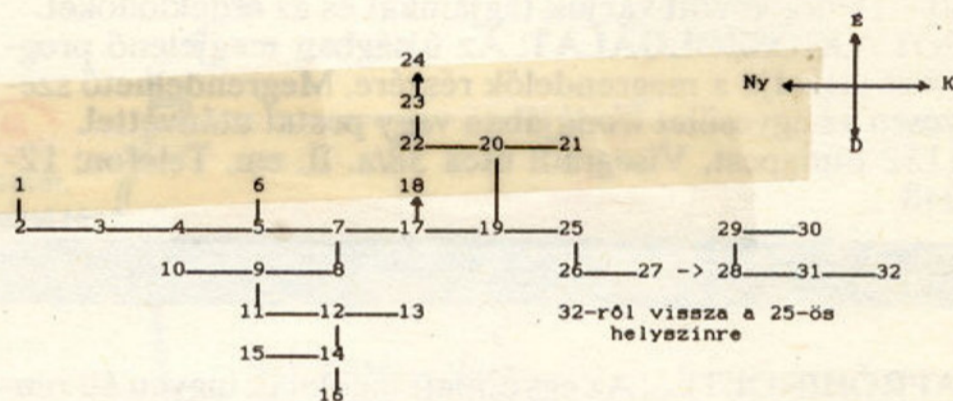 É
24
Ny K
23
D
22 20 21
1 6 18
2 3 4 5 7 17 19 25 29 30
10 9 8 26 27 -> 28 31 32
11 12 13
32-ről vissza a 25-ös
helyszínre
15 14
16